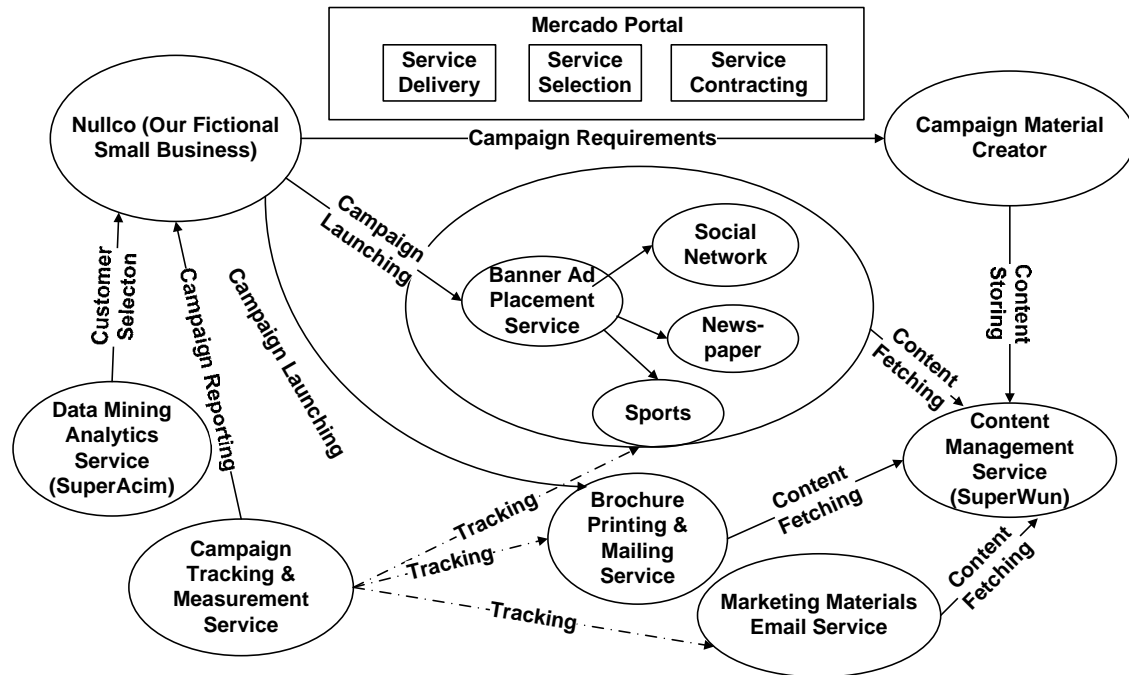 Mercado Portal
Service
Delivery
Service
Selection
Service
Contracting
Nullco (Our Fictional
Small Business)
Campaign Requirements
Campaign Material
Creator
Campaign
Launching
Social
Network
Banner Ad
Placement
Service
News-
paper
Sports
Content
Storing
Customer
Selecton
Campaign Reporting
Campaign Launching
Content
Fetching
Data Mining
Analytics
Service
(SuperAcim)
Content
Management
Service
(SuperWun)
Tracking
Brochure
Printing &
Mailing
Service
Content
Fetching
Tracking
Campaign
Tracking &
Measurement
Service
Tracking
Marketing Materials
Email Service
Content
Fetching